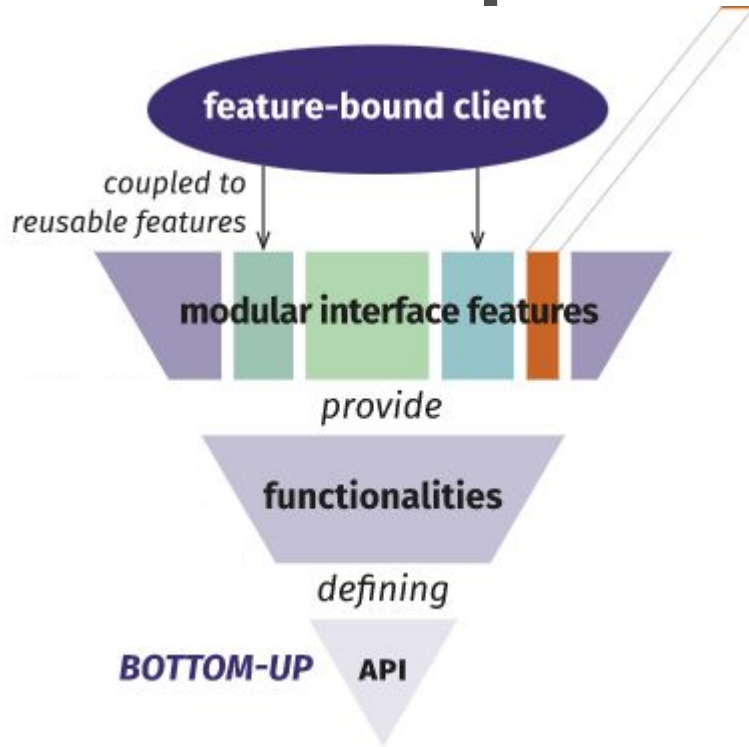 feature-bound client
coupled to
reusable features
modular interface features
provide
functionalities
defining
BOTTOM-UP
API